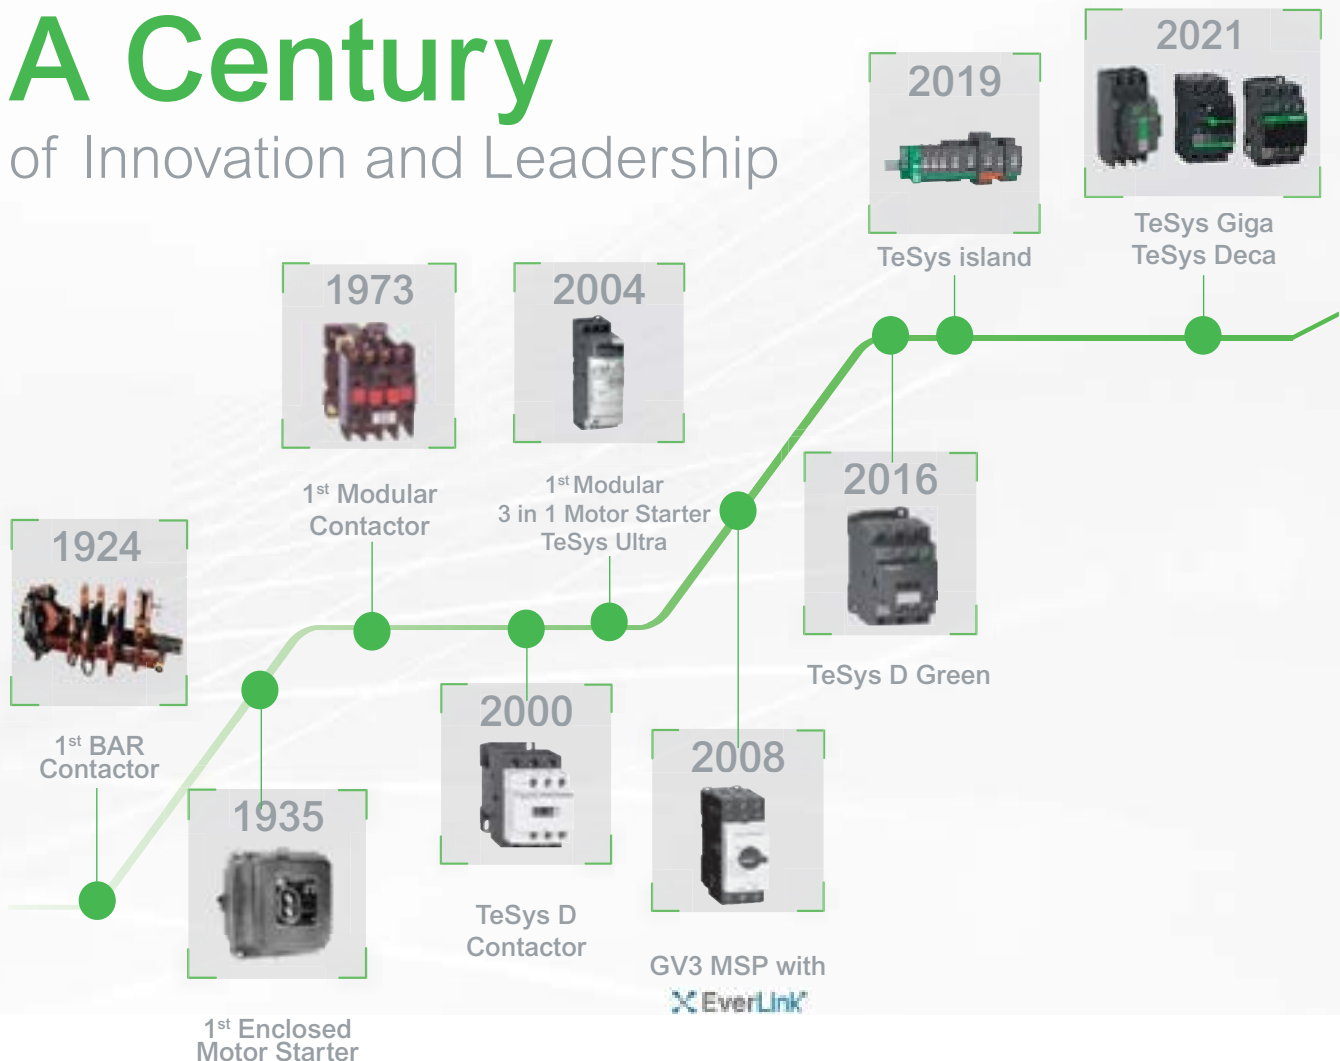 A Century
of Innovation and Leadership
1924
1st BAR
Contactor
1935
1st Enclosed
Motor Starter
1973
1st Modular
Contactor
2000
TeSys D
Contactor
2004
1st Modular
3 in 1 Motor Starter
TeSys Ultra
2008
GV3 MSP with
EverLink
2016
TeSys D Green
2019
TeSys island
2021
TeSys Giga
TeSys Deca